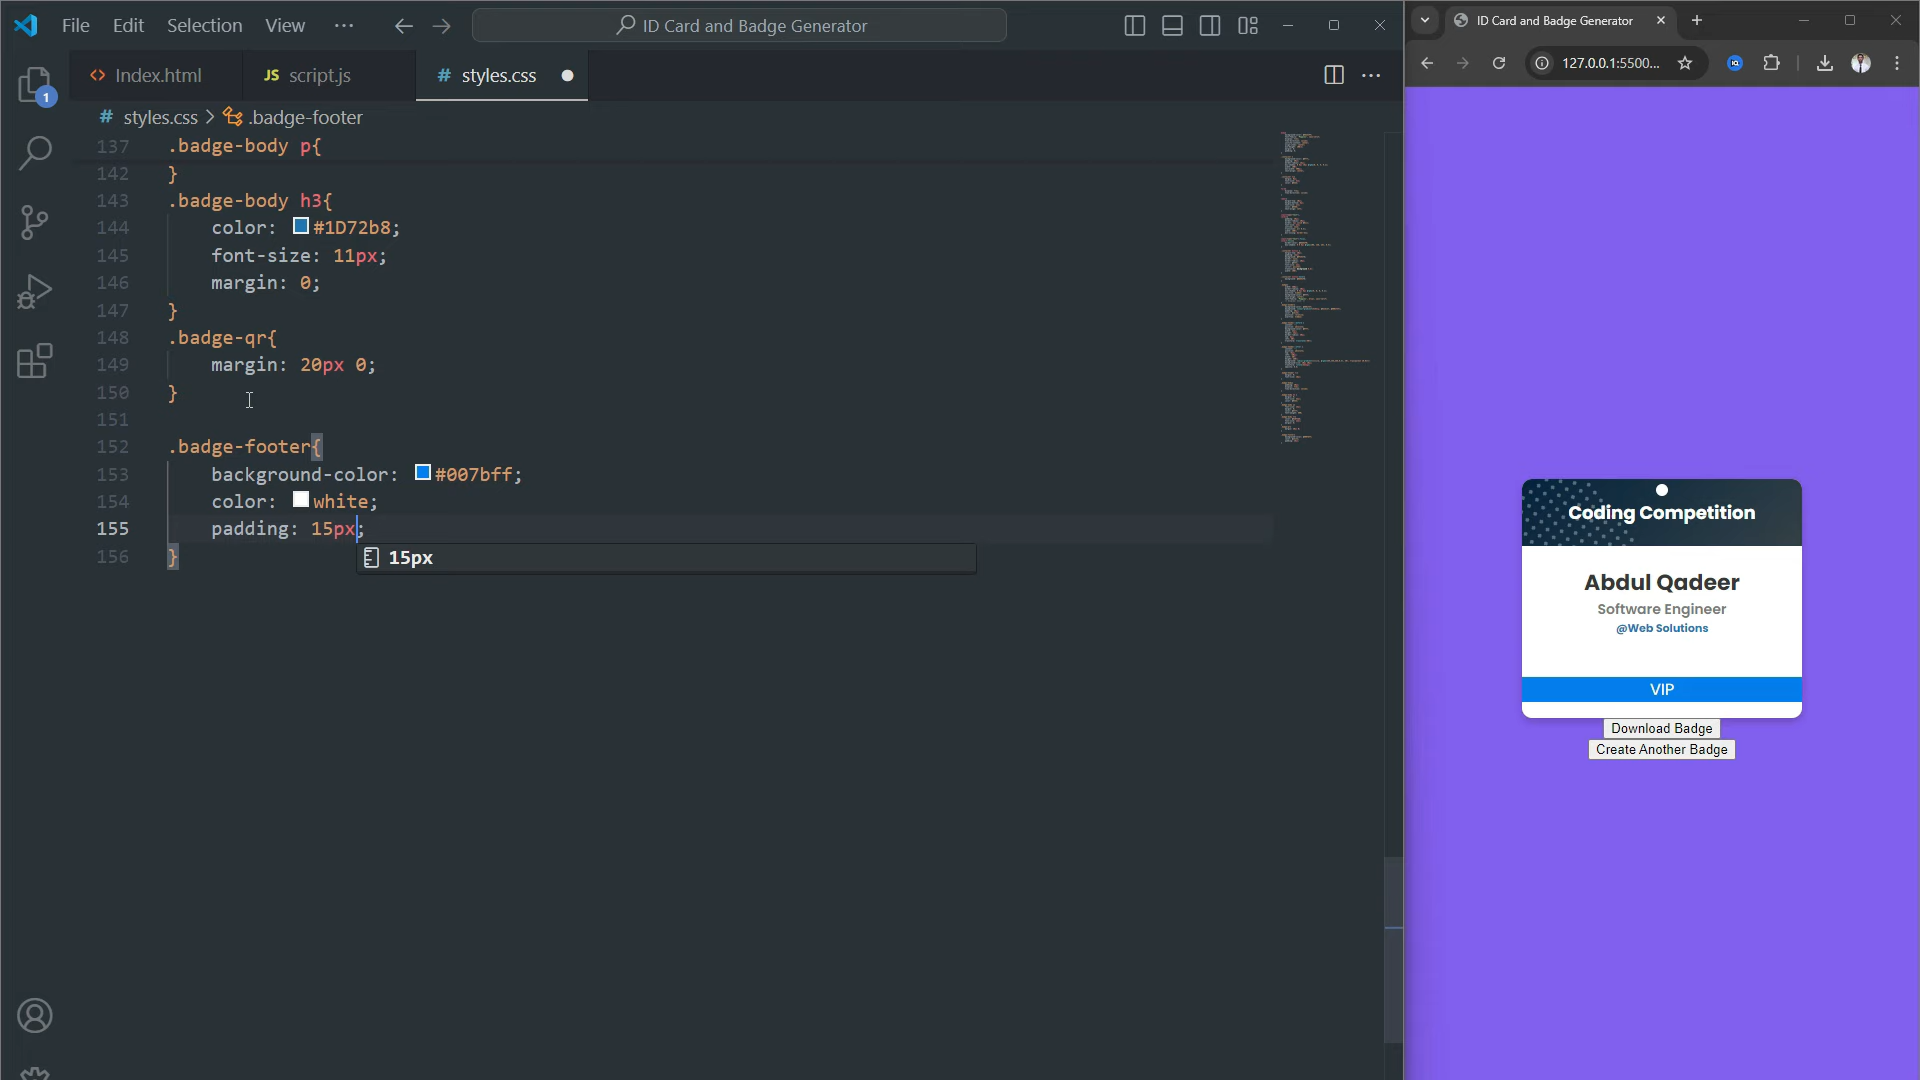 File Edit Selection View ··· ID Card and Badge Generator
Index.html JS script.js # styles.css
# styles.css > .badge-footer
137 .badge-body p{
142 }
143 .badge-body h3{
144 color: #1D72b8;
145 font-size: 11px;
146 margin: 0;
147 }
148 .badge-qr{
149 margin: 20px 0;
150 }
151
152 .badge-footer{
153 background-color: #007bff;
154 color: white;
155 padding: 15px;
156 }
15px
1
ID Card and Badge Generator
127.0.0.1:5500...
Coding Competition
Abdul Qadeer
Software Engineer
@Web Solutions
VIP
Download Badge
Create Another Badge